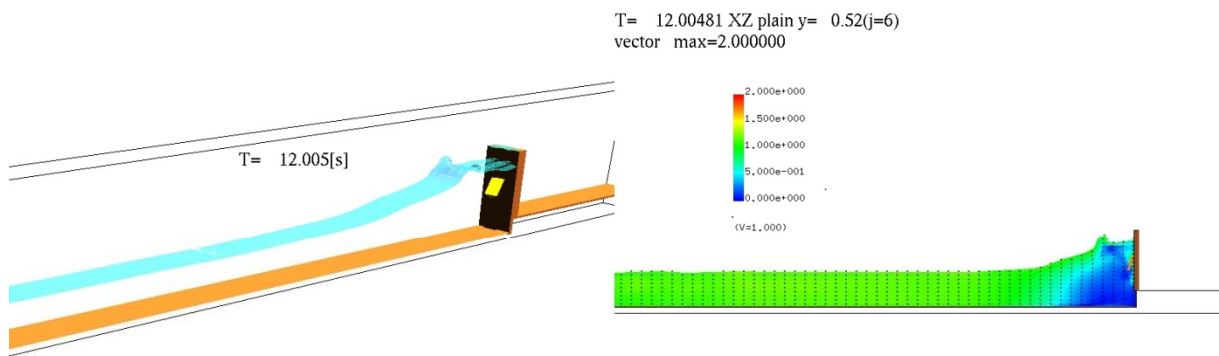 T= 12.005[s]
T= 12.00481 XZ plain y= 0.52(j=6)
vector max=2.000000
2.000e+000
1.500e+000
1.000e+000
5.000e-001
0.000e+000
(V=1.000)